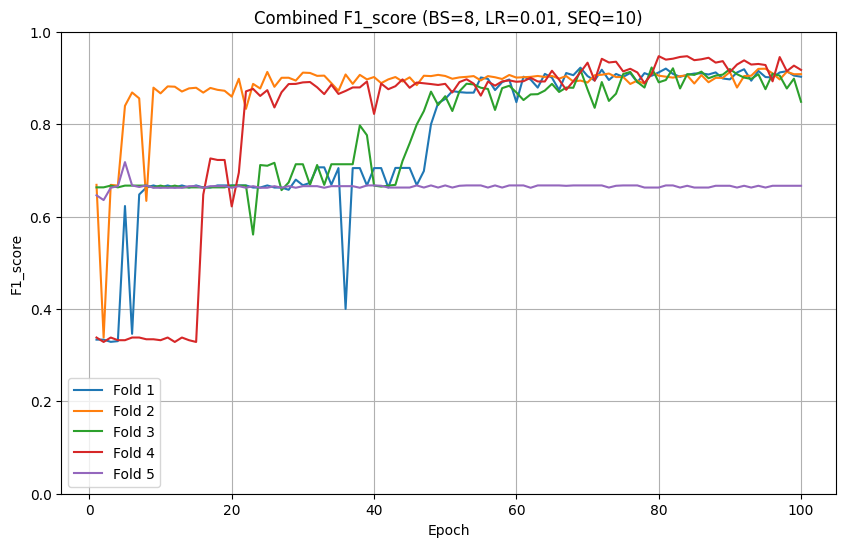 Combined F1_score (BS=8, LR=0.01, SEQ=10)
1.0
0.8
0.6
0.4
0.2
0.0
F1_score
Fold 1
Fold 2
Fold 3
Fold 4
Fold 5
0 20 40 60 80 100
Epoch